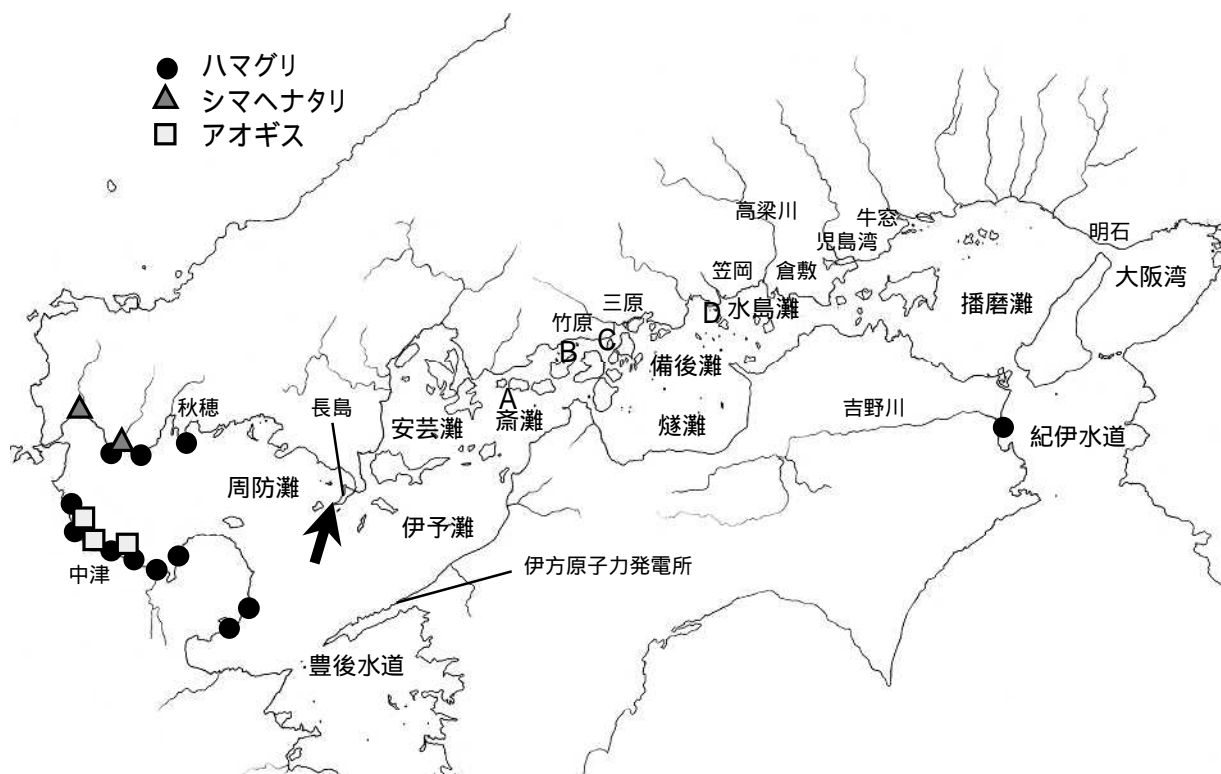 ハマグリ
シマヘナタリ
アオギス
高梁川
牛窓
児島湾
明石
大阪湾
笠岡
倉敷
播磨灘
三原
D
水島灘
竹原
C
B
備後灘
A
秋穂
長島
安芸灘
斎灘
燧灘
吉野川
紀伊水道
周防灘
伊予灘
中津
伊方原子力発電所
豊後水道